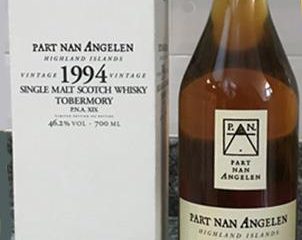 PART NAN ANGELEN
HIGHLAND ISLANDS
VINTAGE 1994 VINTAGE
SINGLE MALT SCOTCH WHISKY
TOBERMORY
P.N.A. XIX
46.2% VOL - 700 ML
P. N.
A
PART
NAN
ANGELEN
PART NAN ANGELEN
HIGHLAND ISLANDS